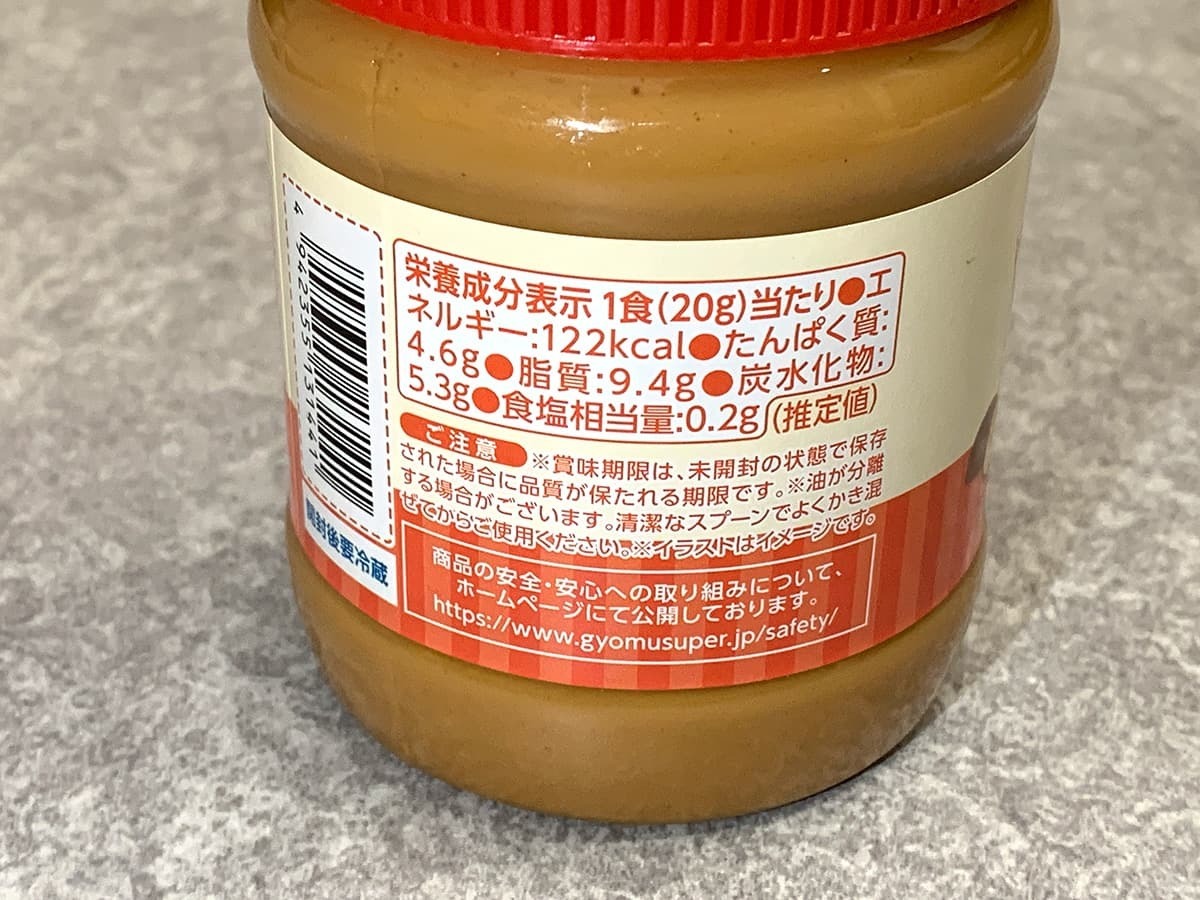 栄養成分表示 1食(20g)当たり●エ
ネルギー:122kcal●たんぱく質:
4.6g●脂質:9.4g●炭水化物:
5.3g●食塩相当量:0.2g(推定値)
ご注意 ※賞味期限は、未開封の状態で保存
された場合に品質が保たれる期限です。※油が分離
する場合がございます。清潔なスプーンでよくかき混
ぜてからご使用ください。※イラストはイメージです。
商品の安全・安心への取り組みについて、
ホームページにて公開しております。
https://www.gyomusuper.jp/safety/
4 942355 131441
開封後要冷蔵